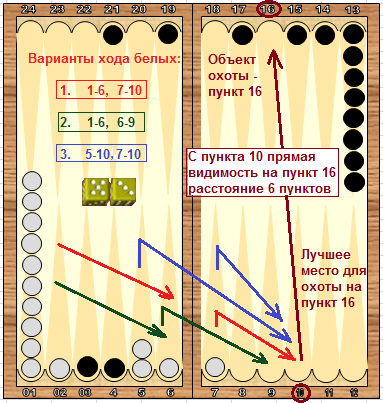 24 23 22 21 20 19 18 17 16 15 14 13
Варианты хода белых:
1. 1-6, 7-10
2. 1-6, 6-9
3. 5-10, 7-10
Объект
охоты -
пункт 16
С пункта 10 прямая
видимость на пункт 16
расстояние 6 пунктов
Лучшее
место для
охоты на
пункт 16
01 02 03 04 5 6 7 8 9 10 11 12